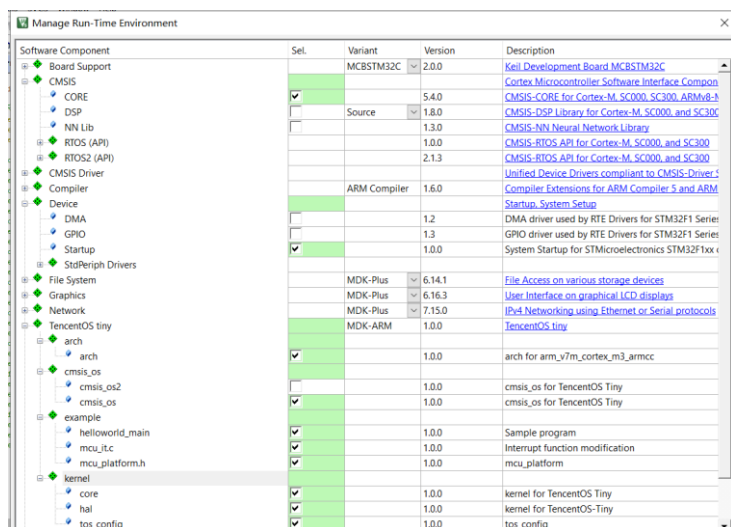 Manage Run-Time Environment
Software Component Sel. Variant Version Description
Board Support MCBSTM32C 2.0.0 Keil Development Board MCBSTM32C
CMSIS Cortex Microcontroller Software Interface Compon
CORE 5.4.0 CMSIS-CORE for Cortex-M, SC000, SC300, ARMv8-M
DSP Source 1.8.0 CMSIS-DSP Library for Cortex-M, SC000, and SC300
NN Lib 1.3.0 CMSIS-NN Neural Network Library
RTOS (API) 1.0.0 CMSIS-RTOS API for Cortex-M, SC000, and SC300
RTOS2 (API) 2.1.3 CMSIS-RTOS API for Cortex-M, SC000, and SC300
CMSIS Driver Unified Device Drivers compliant to CMSIS-Driver S
Compiler ARM Compiler 1.6.0 Compiler Extensions for ARM Compiler 5 and ARM
Device Startup, System Setup
DMA 1.2 DMA driver used by RTE Drivers for STM32F1 Series
GPIO 1.3 GPIO driver used by RTE Drivers for STM32F1 Series
Startup 1.0.0 System Startup for STMicroelectronics STM32F1xx
StdPeriph Drivers
File System MDK-Plus 6.14.1 File Access on various storage devices
Graphics MDK-Plus 6.16.3 User Interface on graphical LCD displays
Network MDK-Plus 7.15.0 IPv4 Networking using Ethernet or Serial protocols
TencentOS tiny MDK-ARM 1.0.0 TencentOS tiny
arch
arch 1.0.0 arch for arm_v7m_cortex_m3_armcc
cmsis_os
cmsis_os2 1.0.0 cmsis_os for TencentOS Tiny
cmsis_os 1.0.0 cmsis_os for TencentOS Tiny
example
helloworld_main 1.0.0 Sample program
mcu_it.c 1.0.0 Interrupt function modification
mcu_platform.h 1.0.0 mcu_platform
kernel
core 1.0.0 kernel for TencentOS Tiny
hal 1.0.0 kernel for TencentOS-Tiny
tos_config 1.0.0 tos_config